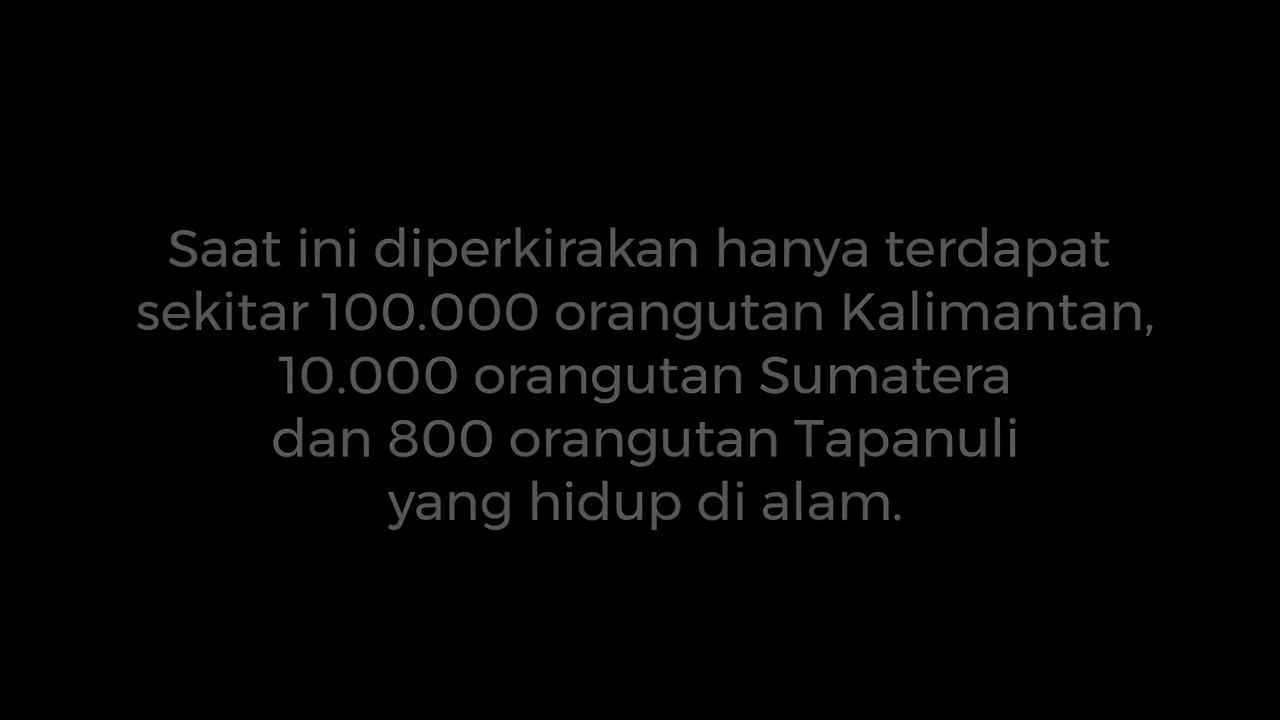 Saat ini diperkirakan hanya terdapat
sekitar 100.000 orangutan Kalimantan,
10.000 orangutan Sumatera
dan 800 orangutan Tapanuli
yang hidup di alam.